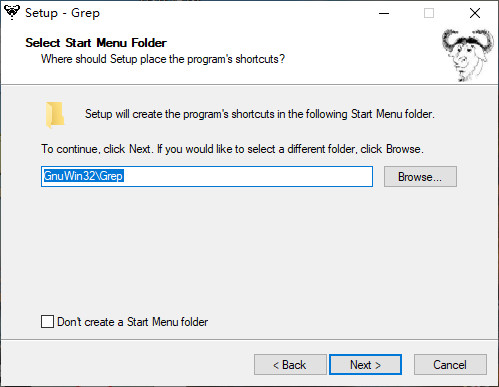 Setup - Grep
Select Start Menu Folder
Where should Setup place the program's shortcuts?
Setup will create the program's shortcuts in the following Start Menu folder.
To continue, click Next. If you would like to select a different folder, click Browse.
GnuWin32\Grep
Browse...
Don't create a Start Menu folder
< Back
Next >
Cancel